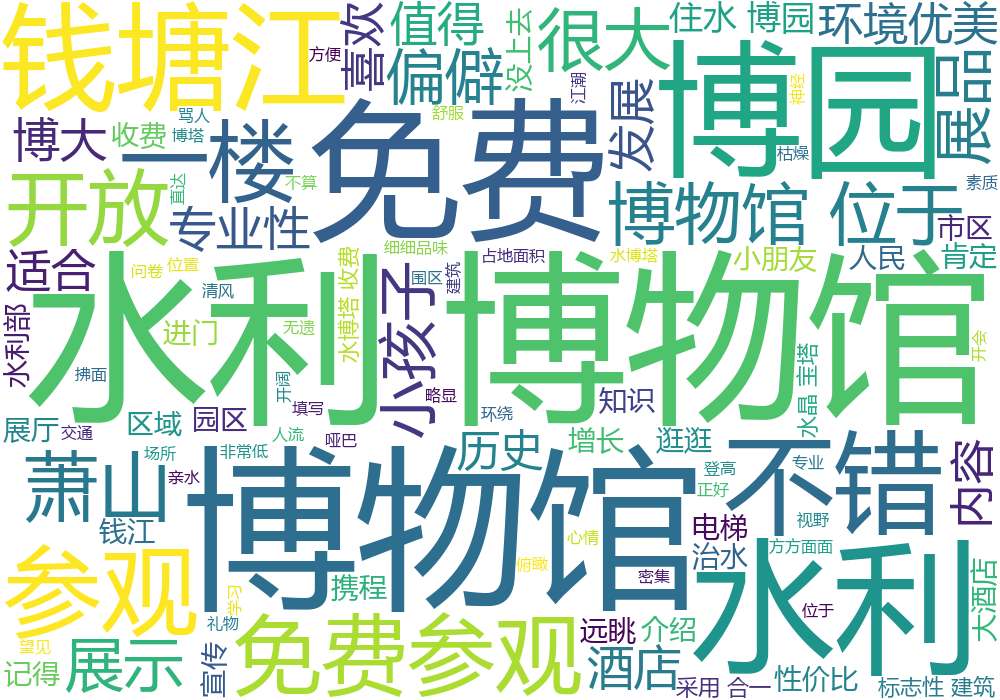 钱塘江
方便
喜欢
值得
偏僻
没上去
很大
住水 博园
环境优美
江潮
博园
神经
展品
博大
收费
骂人
博塔
一楼
舒服
免费
发展
枯燥
开放
直达
专业性
不算
博物馆 位于
素质
市区
适合
问卷
位置
清风
细细品味
占地面积
水博塔
小朋友
人民
肯定
水利 博物馆
围区
建筑
水博塔 收费
小孩子
水利部
进门
无遗
开会
水晶 宝塔
拂面
开阔
填写
略显
环绕
知识
展厅
交通
区域
园区
人流
哑巴
历史
增长
逛逛
不错
内容
萧山
场所
非常低
亲水
登高
专业
正好
钱江
博物馆
电梯
视野
治水
心情
方方面面
水利
参观
俯瞰
密集
携程
学习
位于
大酒店
礼物
免费参观
远眺
介绍
望见
记得
展示
宣传
酒店
采用 合一
性价比
标志性 建筑